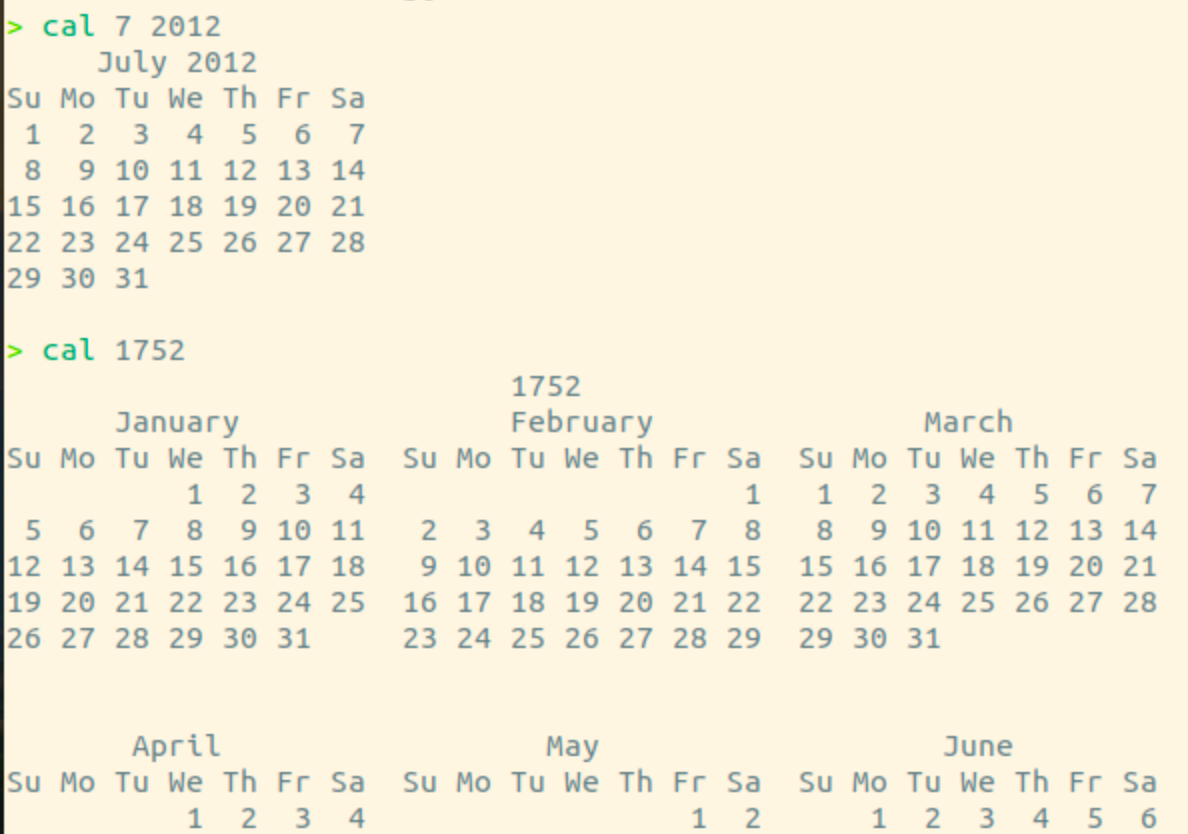 > cal 7 2012
     July 2012
Su Mo Tu We Th Fr Sa
 1  2  3  4  5  6  7
 8  9 10 11 12 13 14
15 16 17 18 19 20 21
22 23 24 25 26 27 28
29 30 31

> cal 1752
                            1752
      January               February               March
Su Mo Tu We Th Fr Sa  Su Mo Tu We Th Fr Sa  Su Mo Tu We Th Fr Sa
          1  2  3  4                     1   1  2  3  4  5  6  7
 5  6  7  8  9 10 11   2  3  4  5  6  7  8   8  9 10 11 12 13 14
12 13 14 15 16 17 18   9 10 11 12 13 14 15  15 16 17 18 19 20 21
19 20 21 22 23 24 25  16 17 18 19 20 21 22  22 23 24 25 26 27 28
26 27 28 29 30 31     23 24 25 26 27 28 29  29 30 31

       April                  May                   June
Su Mo Tu We Th Fr Sa  Su Mo Tu We Th Fr Sa  Su Mo Tu We Th Fr Sa
          1  2  3  4                  1  2      1  2  3  4  5  6